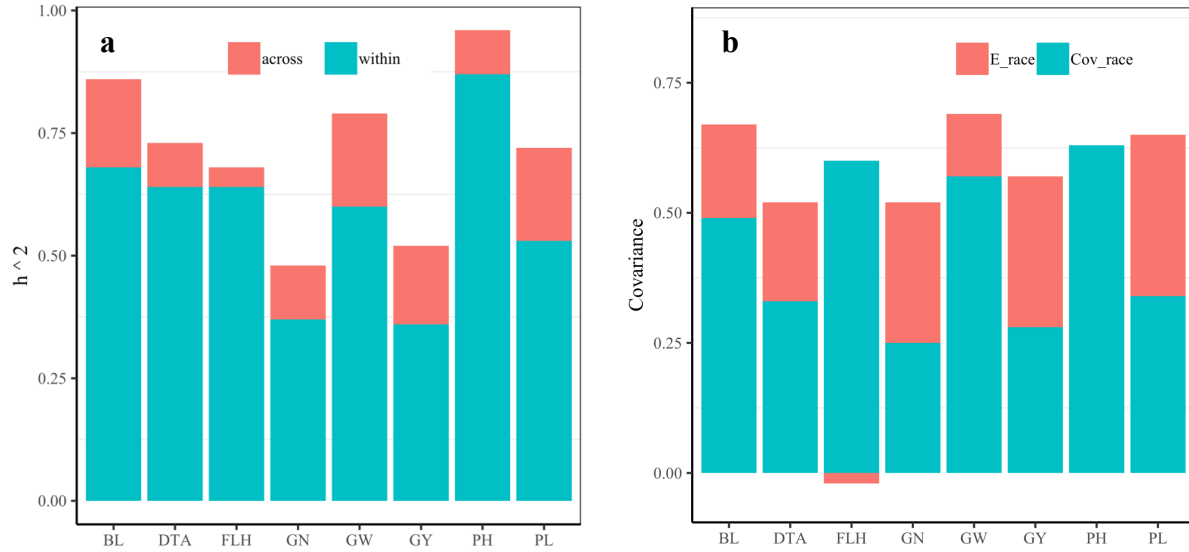 a
across within
h ^ 2
1.00
0.75
0.50
0.25
0.00
BL DTA FLH GN GW GY PH PL
b
E_race Cov_race
Covariance
0.75
0.50
0.25
0.00
BL DTA FLH GN GW GY PH PL